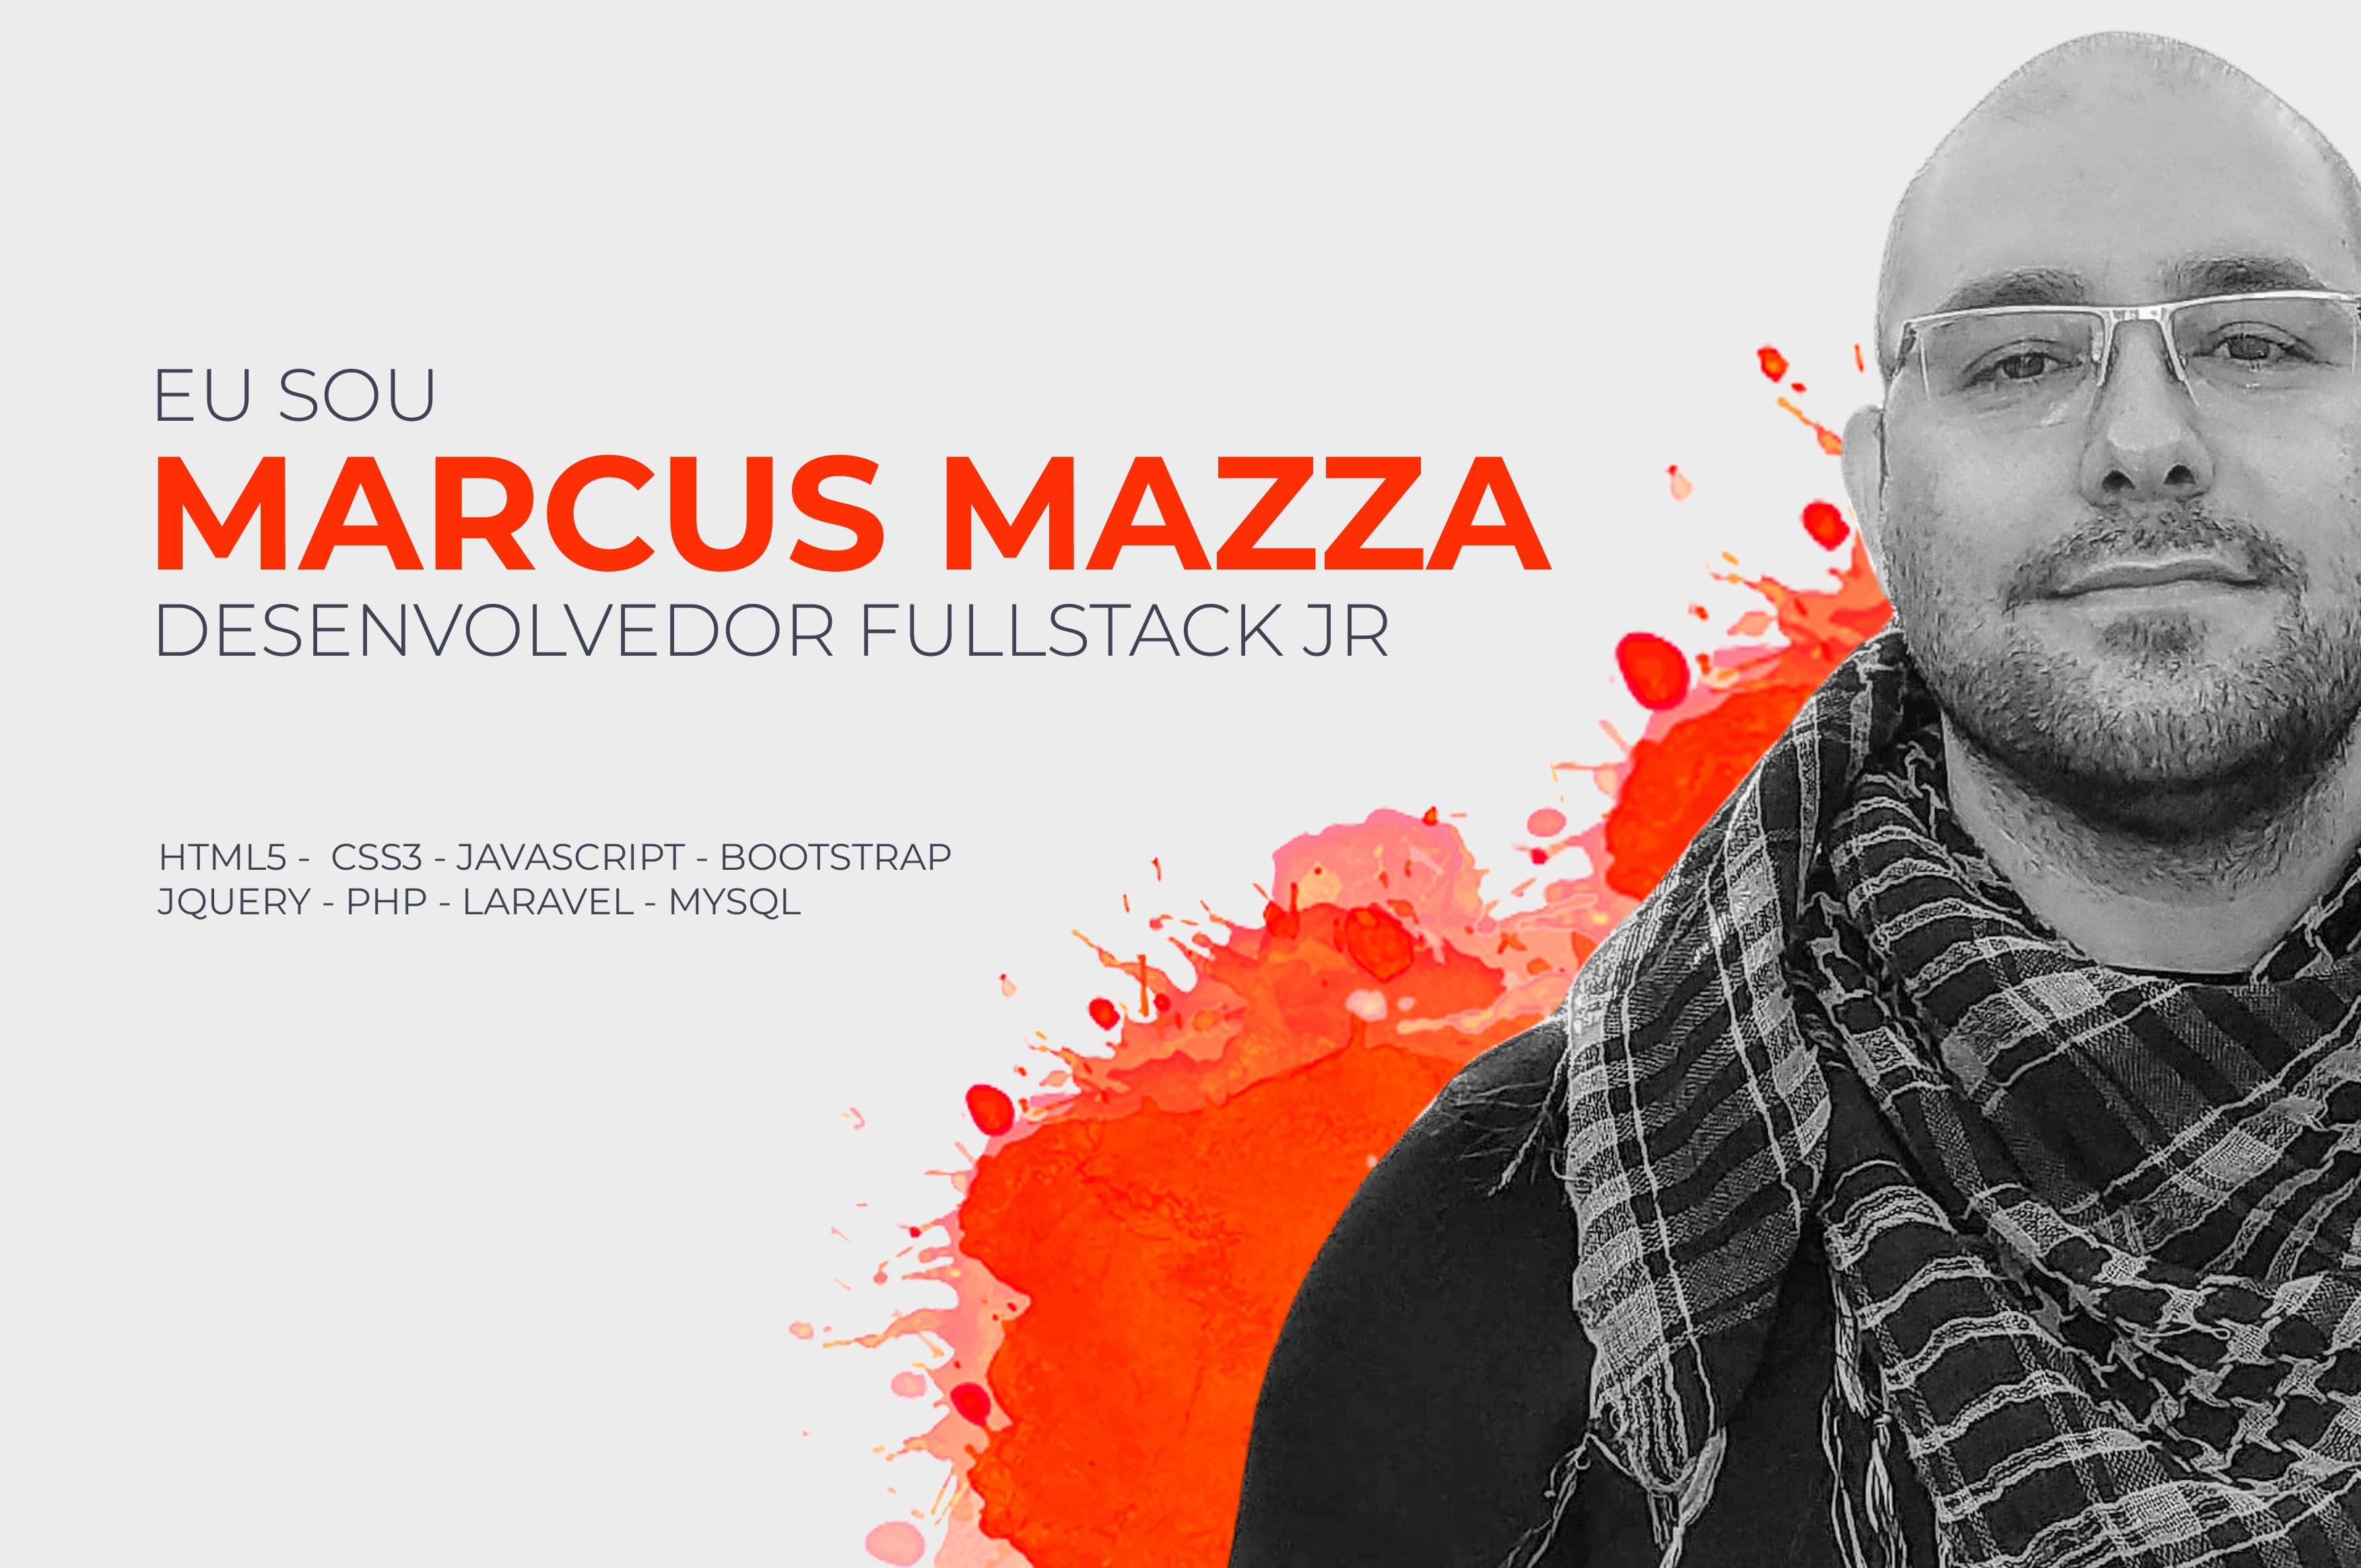 EU SOU
MARCUS MAZZA
DESENVOLVEDOR FULLSTACK JR
HTML5 -  CSS3 - JAVASCRIPT - BOOTSTRAP
JQUERY - PHP - LARAVEL - MYSQL